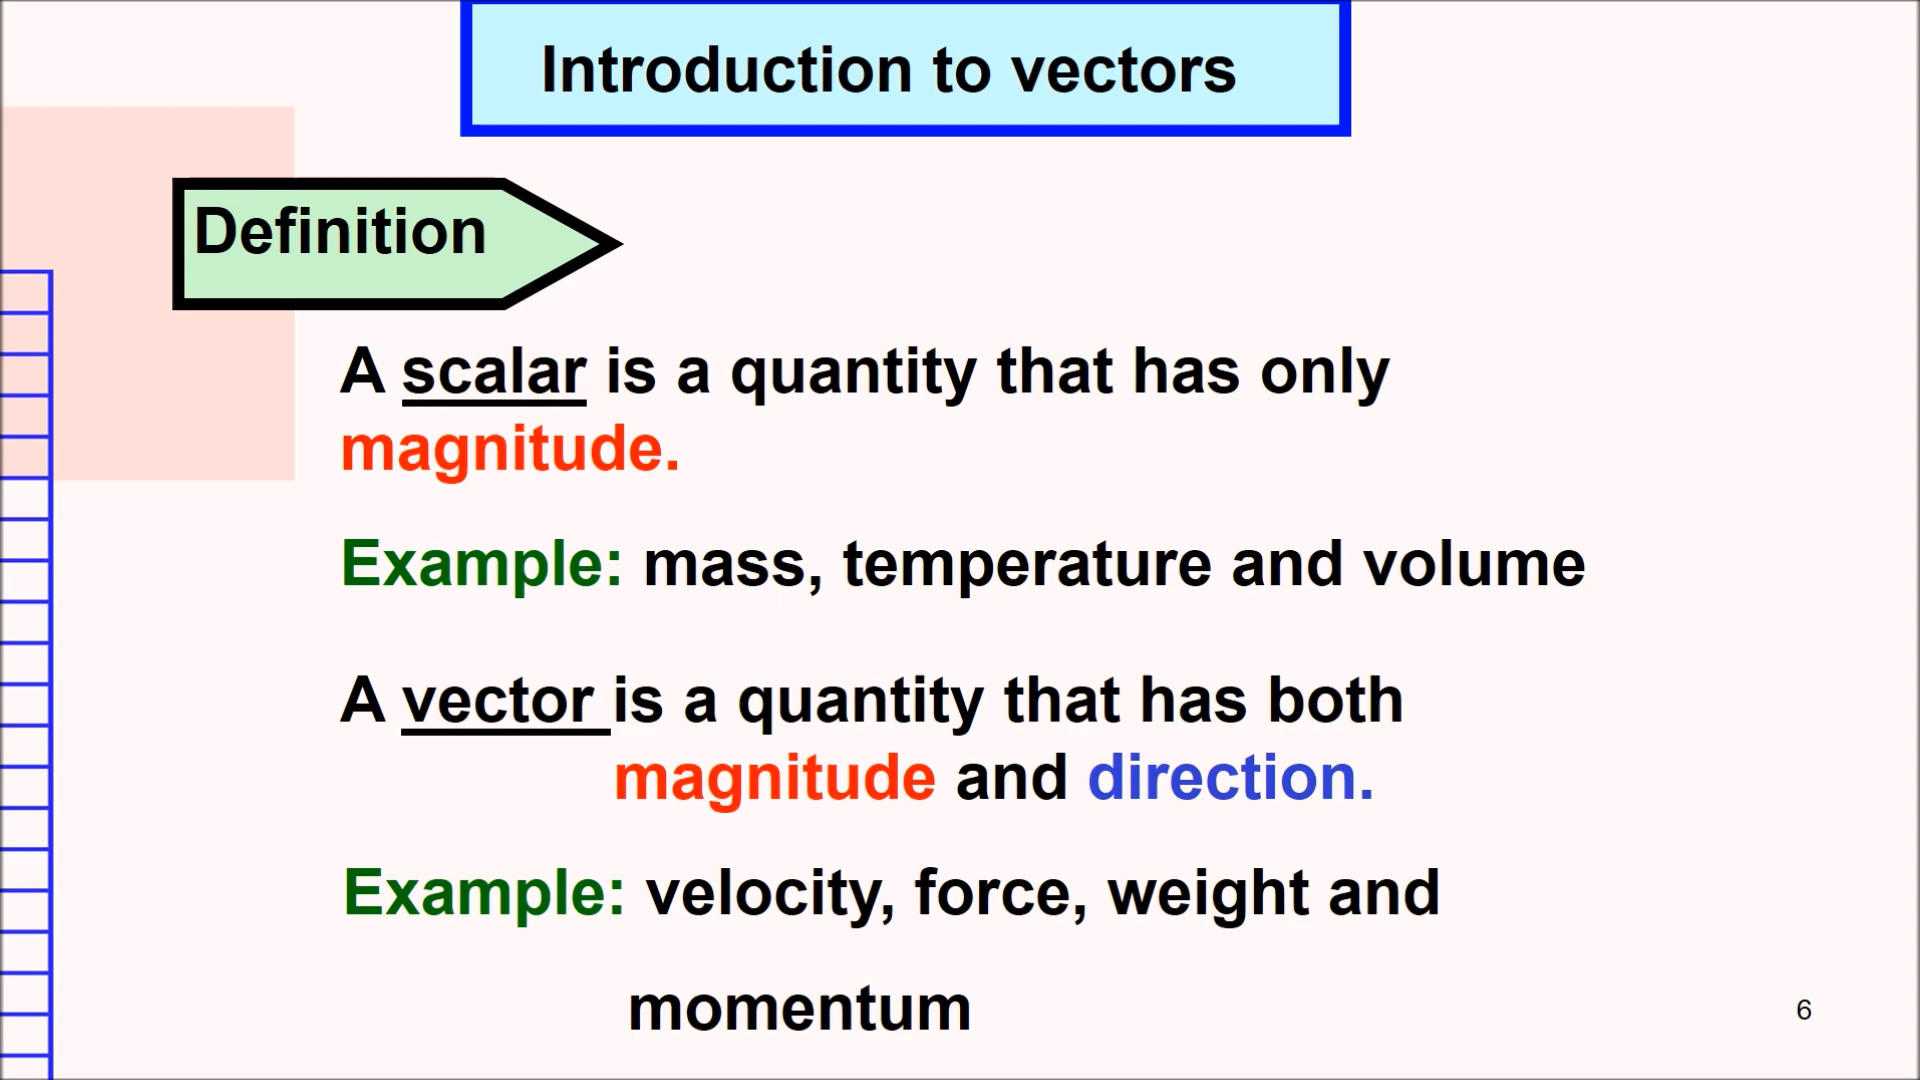 Introduction to vectors
Definition
A scalar is a quantity that has only
magnitude.
Example: mass, temperature and volume
A vector is a quantity that has both
magnitude and direction.
Example: velocity, force, weight and
momentum
6